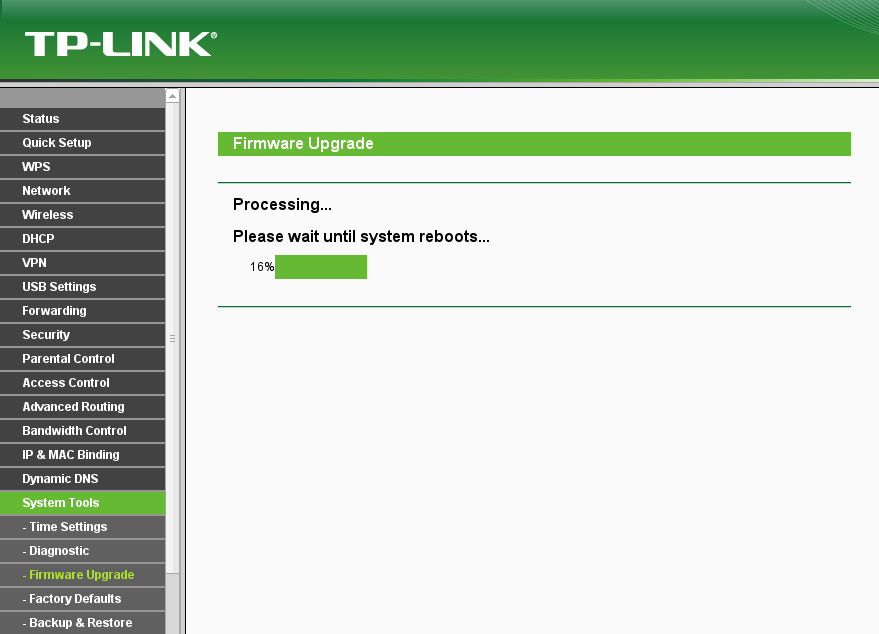 TP-LINK®
Status
Quick Setup
WPS
Network
Wireless
DHCP
VPN
USB Settings
Forwarding
Security
Parental Control
Access Control
Advanced Routing
Bandwidth Control
IP & MAC Binding
Dynamic DNS
System Tools
- Time Settings
- Diagnostic
- Firmware Upgrade
- Factory Defaults
- Backup & Restore
Firmware Upgrade
Processing...
Please wait until system reboots...
16%